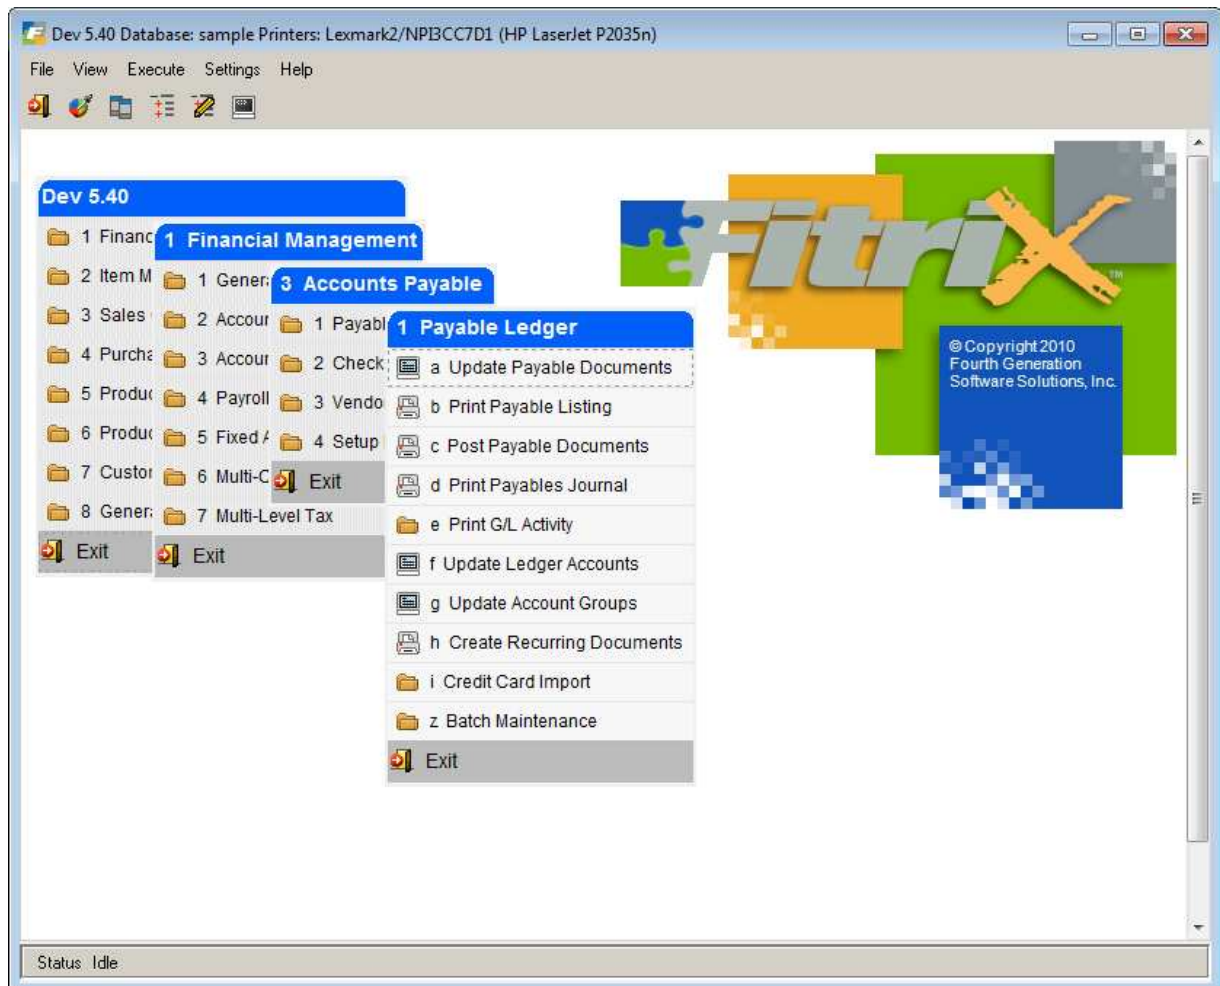 Dev 5.40 Database: sample Printers: Lexmark2/NPI3CC7D1 (HP LaserJet P2035n)
File View Execute Settings Help
Dev 5.40
1 Financ
2 Item M
3 Sales
4 Purcha
5 Produc
6 Produc
7 Custor
8 Genera
Exit
1 Financial Management
1 Genera
2 Accour
3 Accour
4 Payroll
5 Fixed A
6 Multi-C
7 Multi-Level Tax
Exit
3 Accounts Payable
1 Payabl
2 Check
3 Vendo
4 Setup
Exit
1 Payable Ledger
a Update Payable Documents
b Print Payable Listing
c Post Payable Documents
d Print Payables Journal
e Print G/L Activity
f Update Ledger Accounts
g Update Account Groups
h Create Recurring Documents
i Credit Card Import
z Batch Maintenance
Exit
FitriX™
© Copyright 2010
Fourth Generation
Software Solutions, Inc.
Status Idle